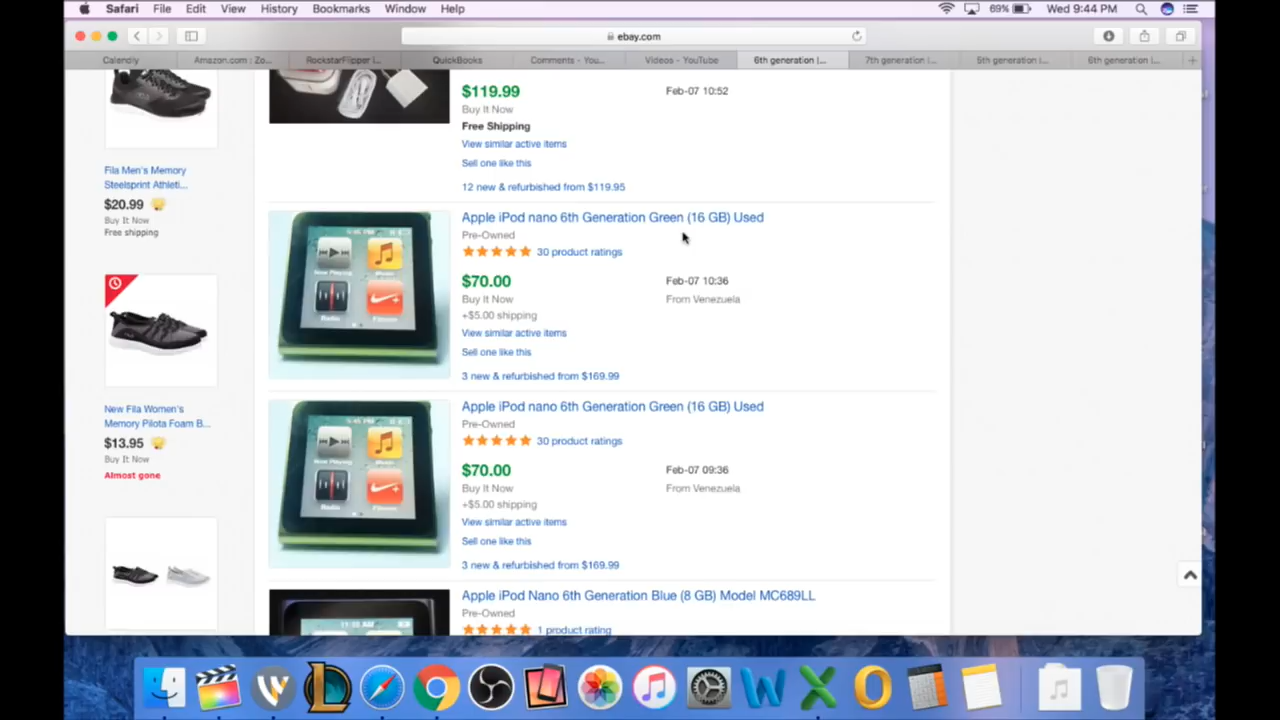 Safari File Edit View History Bookmarks Window Help 69% Wed 9:44 PM
ebay.com
Calendly Amazon.com : Zo... RockstarFlipper |... QuickBooks Comments - You... Videos - YouTube 6th generation |... 7th generation |... 5th generation |... 6th generation |...
$119.99 Feb-07 10:52
Buy It Now
Free Shipping
View similar active items
Sell one like this
12 new & refurbished from $119.95
Fila Men's Memory
Steelsprint Athleti...
$20.99
Buy It Now
Free shipping
Apple iPod nano 6th Generation Green (16 GB) Used
Pre-Owned
30 product ratings
$70.00 Feb-07 10:36
Buy It Now From Venezuela
+$5.00 shipping
View similar active items
Sell one like this
3 new & refurbished from $169.99
New Fila Women's
Memory Pilota Foam B...
$13.95
Buy It Now
Almost gone
Apple iPod nano 6th Generation Green (16 GB) Used
Pre-Owned
30 product ratings
$70.00 Feb-07 09:36
Buy It Now From Venezuela
+$5.00 shipping
View similar active items
Sell one like this
3 new & refurbished from $169.99
Apple iPod Nano 6th Generation Blue (8 GB) Model MC689LL
Pre-Owned
1 product rating